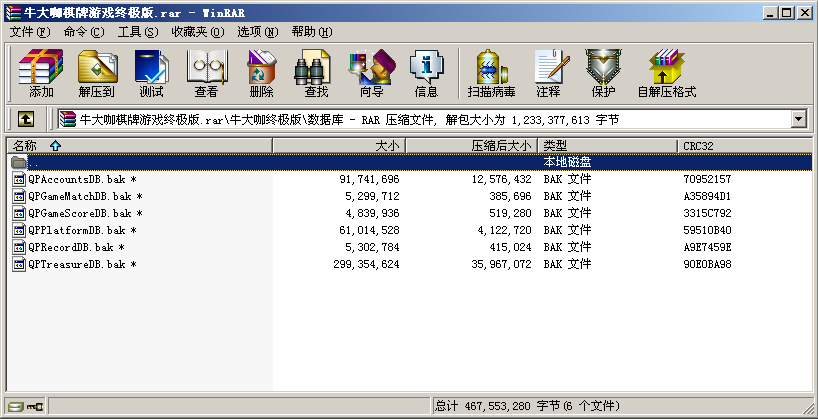 牛大咖棋牌游戏终极版.rar - WinRAR
文件(F) 命令(C) 工具(S) 收藏夹(O) 选项(N) 帮助(H)
添加 解压到 测试 查看 删除 查找 向导 信息 扫描病毒 注释 保护 自解压格式
牛大咖棋牌游戏终极版.rar\牛大咖终极版\数据库 - RAR 压缩文件, 解包大小为 1,233,377,613 字节
名称 大小 压缩后大小 类型 CRC32
.. 本地磁盘
QPAccountsDB.bak * 91,741,696 12,576,432 BAK 文件 70952157
QPGameMatchDB.bak * 5,299,712 385,696 BAK 文件 A35894D1
QPGameScoreDB.bak * 4,839,936 519,280 BAK 文件 3315C792
QPPlatformDB.bak * 61,014,528 4,122,720 BAK 文件 59510B40
QPRecordDB.bak * 5,302,784 415,024 BAK 文件 A9E7459E
QPTreasureDB.bak * 299,354,624 35,967,072 BAK 文件 90E0BA98
总计 467,553,280 字节(6 个文件)